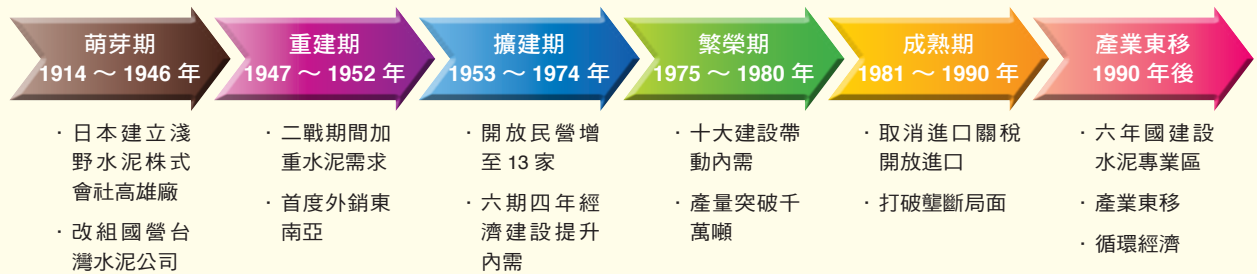 萌芽期
1914 ～ 1946 年
· 日本建立淺
野水泥株式
會社高雄廠
· 改組國營台
灣水泥公司
重建期
1947 ～ 1952 年
· 二戰期間加
重水泥需求
· 首度外銷東
南亞
擴建期
1953 ～ 1974 年
· 開放民營增
至 13 家
· 六期四年經
濟建設提升
內需
繁榮期
1975 ～ 1980 年
· 十大建設帶
動內需
· 產量突破千
萬噸
成熟期
1981 ～ 1990 年
· 取消進口關稅
開放進口
· 打破壟斷局面
產業東移
1990 年後
· 六年國建設
水泥專業區
· 產業東移
· 循環經濟